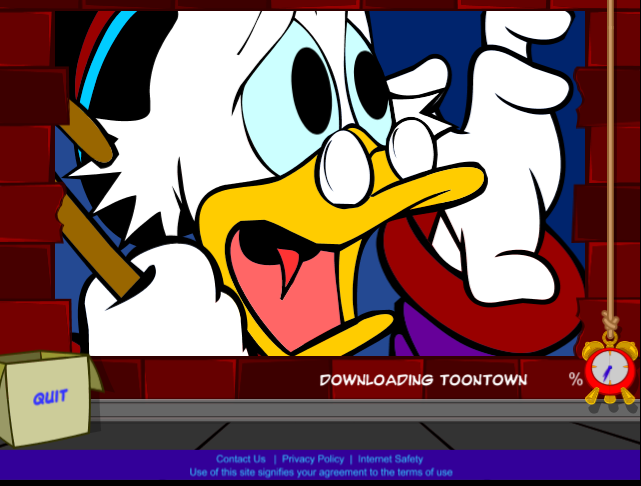 DOWNLOADING TOONTOWN %
QUIT
Contact Us | Privacy Policy | Internet Safety
Use of this site signifies your agreement to the terms of use